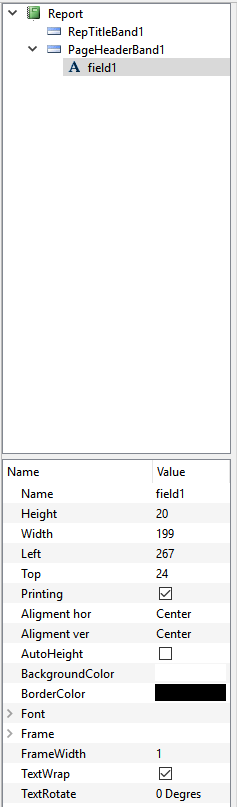 Report
RepTitleBand1
PageHeaderBand1
A field1
Name Value
Name field1
Height 20
Width 199
Left 267
Top 24
Printing
Aligment hor Center
Aligment ver Center
AutoHeight
BackgroundColor
BorderColor
Font
Frame
FrameWidth 1
TextWrap
TextRotate 0 Degres